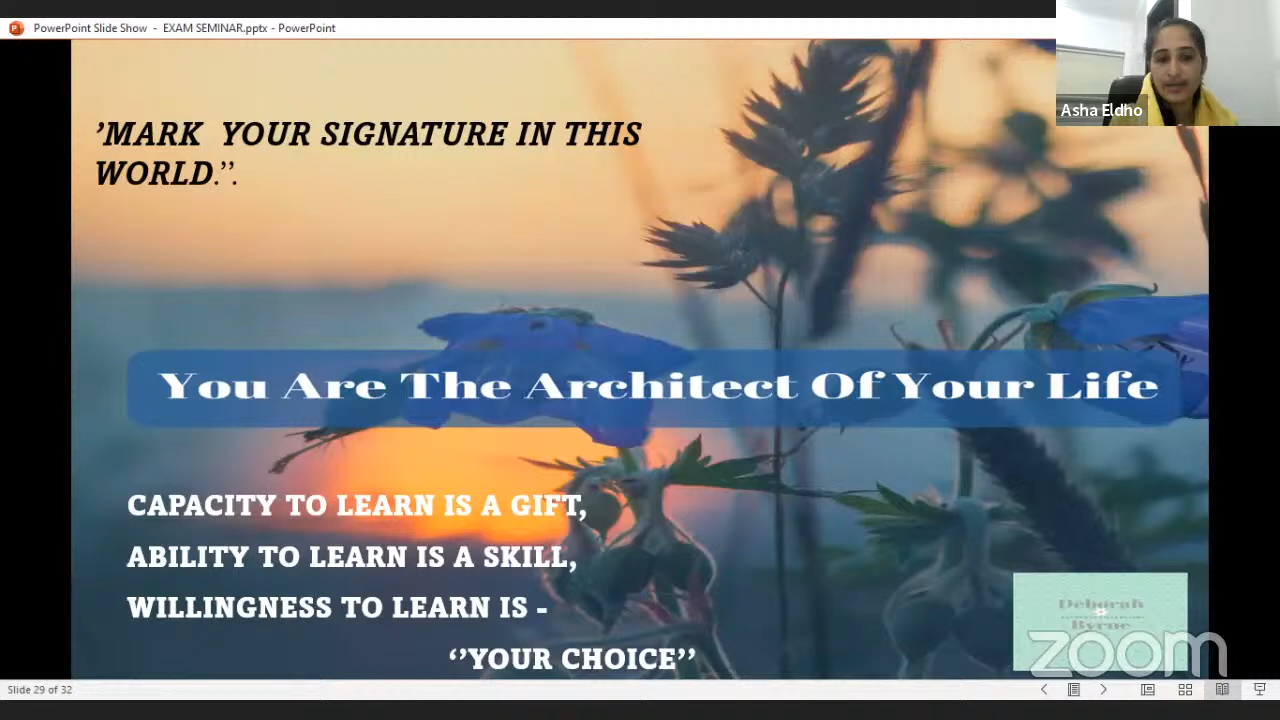 PowerPoint Slide Show - EXAM SEMINAR.pptx - PowerPoint
Asha Eldho
’MARK YOUR SIGNATURE IN THIS
WORLD.’’.
You Are The Architect Of Your Life
CAPACITY TO LEARN IS A GIFT,
ABILITY TO LEARN IS A SKILL,
WILLINGNESS TO LEARN IS -
‘’YOUR CHOICE’’
Deborah
Byrne
zoom
Slide 29 of 32